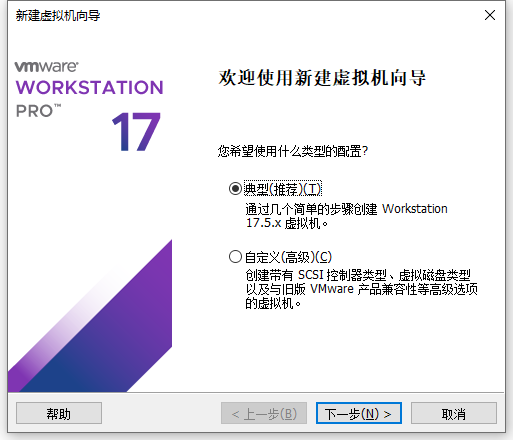 新建虚拟机向导
vmware®
WORKSTATION
PRO™
17
欢迎使用新建虚拟机向导
您希望使用什么类型的配置?
典型(推荐)(T)
通过几个简单的步骤创建 Workstation
17.5.x 虚拟机。
自定义(高级)(C)
创建带有 SCSI 控制器类型、虚拟磁盘类型
以及与旧版 VMware 产品兼容性等高级选项
的虚拟机。
帮助
< 上一步(B)
下一步(N) >
取消